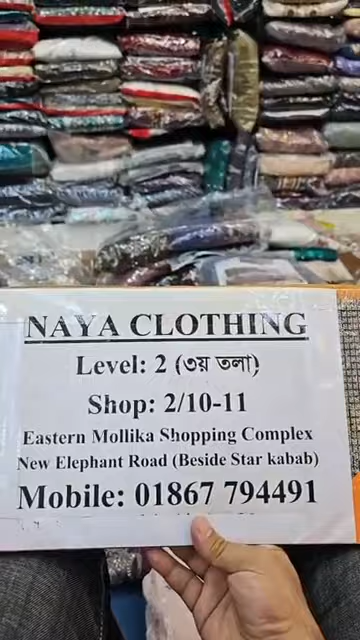 NAYA CLOTHING
Level: 2 (৩য় তলা)
Shop: 2/10-11
Eastern Mollika Shopping Complex
New Elephant Road (Beside Star kabab)
Mobile: 01867 794491